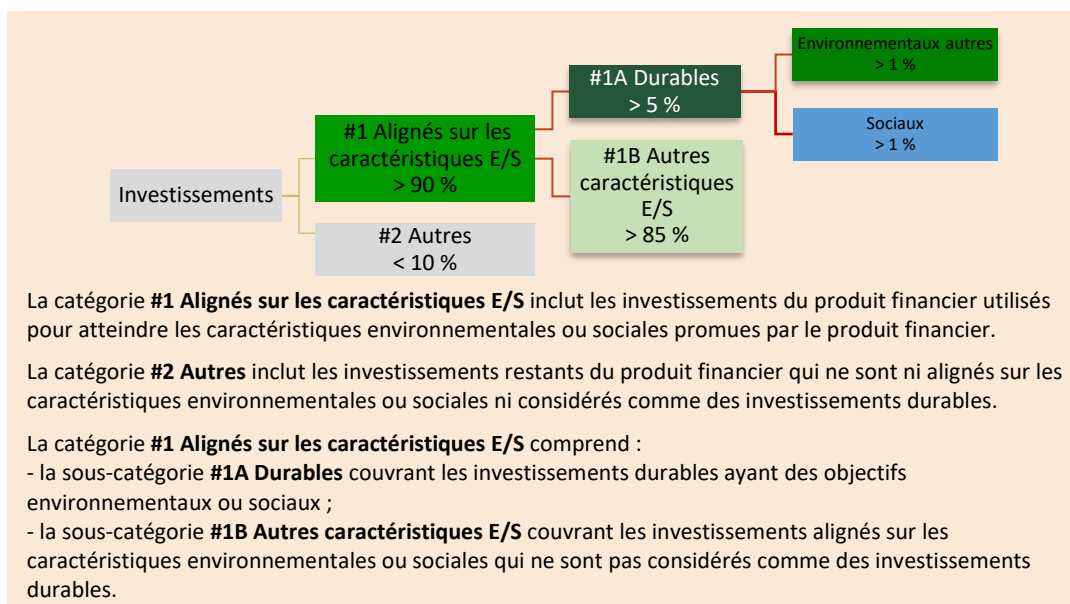 Environnementaux autres
> 1 %
#1A Durables
> 5 %
Sociaux
> 1 %
#1 Alignés sur les
caractéristiques E/S
> 90 %
#1B Autres
caractéristiques
E/S
> 85 %
Investissements
#2 Autres
< 10 %
La catégorie #1 Alignés sur les caractéristiques E/S inclut les investissements du produit financier utilisés
pour atteindre les caractéristiques environnementales ou sociales promues par le produit financier.
La catégorie #2 Autres inclut les investissements restants du produit financier qui ne sont ni alignés sur les
caractéristiques environnementales ou sociales ni considérés comme des investissements durables.
La catégorie #1 Alignés sur les caractéristiques E/S comprend :
- la sous-catégorie #1A Durables couvrant les investissements durables ayant des objectifs
environnementaux ou sociaux ;
- la sous-catégorie #1B Autres caractéristiques E/S couvrant les investissements alignés sur les
caractéristiques environnementales ou sociales qui ne sont pas considérés comme des investissements
durables.